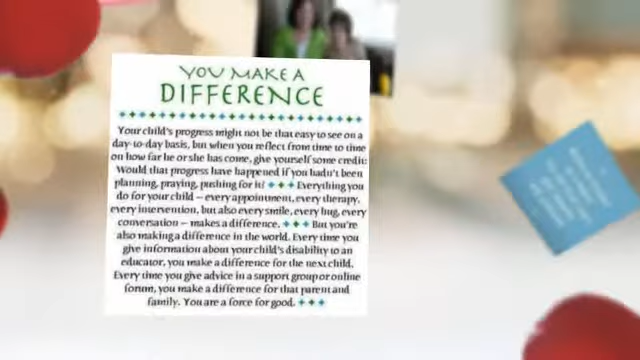 YOU MAKE A
DIFFERENCE
Your child's progress might not be that easy to see on a
day-to-day basis, but when you reflect from time to time
on how far he or she has come, give yourself some credit:
Would that progress have happened if you hadn't been
planning, praying, pushing for it? ✦ ✦ ✦ Everything you
do for your child – every appointment, every therapy,
every intervention, but also every smile, every hug, every
conversation – makes a difference. ✦ ✦ ✦ But you're
also making a difference in the world. Every time you
give information about your child's disability to an
educator, you make a difference for the next child.
Every time you give advice in a support group or online
forum, you make a difference for that parent and
family. You are a force for good. ✦ ✦ ✦